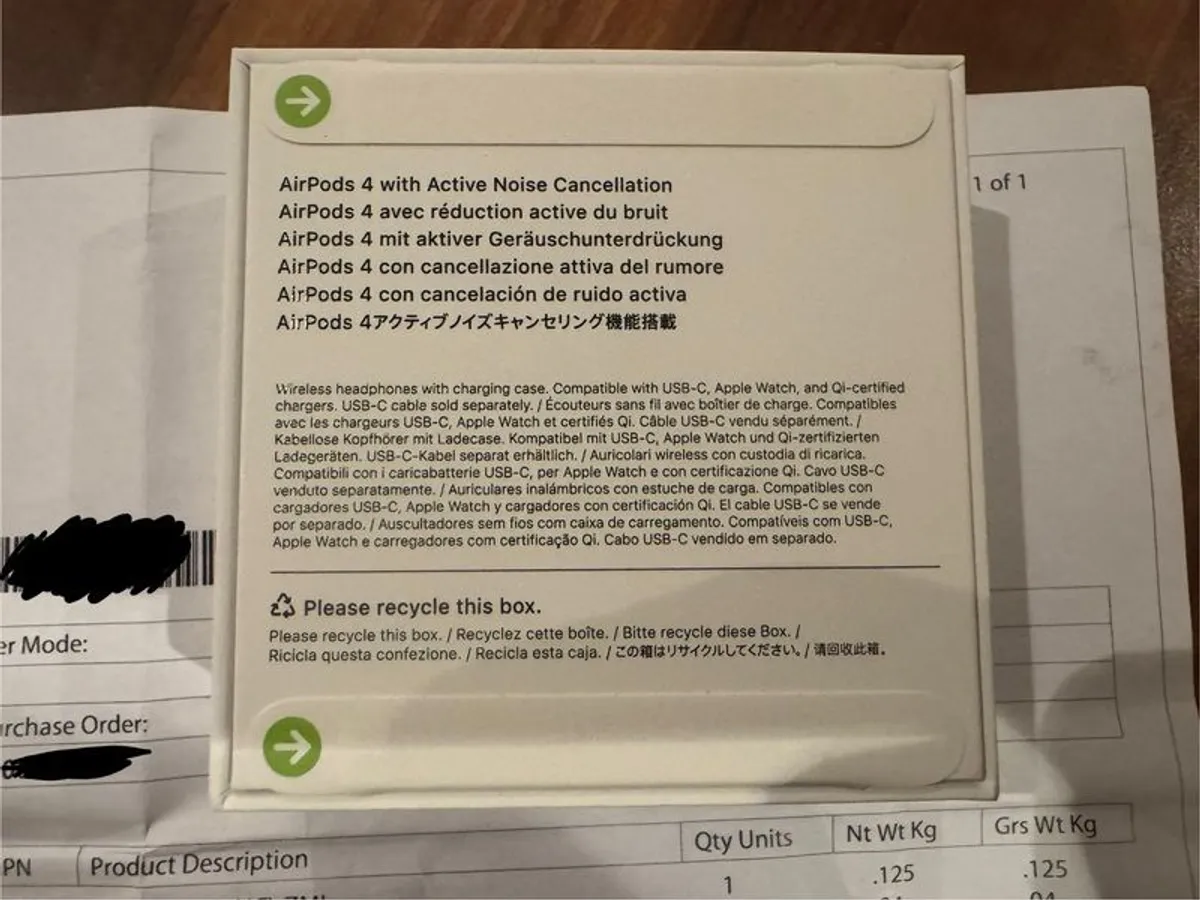 1 of 1
AirPods 4 with Active Noise Cancellation
AirPods 4 avec réduction active du bruit
AirPods 4 mit aktiver Geräuschunterdrückung
AirPods 4 con cancellazione attiva del rumore
AirPods 4 con cancelación de ruido activa
AirPods 4アクティブノイズキャンセリング機能搭載
Wireless headphones with charging case. Compatible with USB-C, Apple Watch, and Qi-certified
chargers. USB-C cable sold separately. / Écouteurs sans fil avec boîtier de charge. Compatibles
avec les chargeurs USB-C, Apple Watch et certifiés Qi. Câble USB-C vendu séparément. /
Kabellose Kopfhörer mit Ladecase. Kompatibel mit USB-C, Apple Watch und Qi-zertifizierten
Ladegeräten. USB-C-Kabel separat erhältlich. / Auricolari wireless con custodia di ricarica.
Compatibili con i caricabatterie USB-C, per Apple Watch e con certificazione Qi. Cavo USB-C
venduto separatamente. / Auriculares inalámbricos con estuche de carga. Compatibles con
cargadores USB-C, Apple Watch y cargadores con certificación Qi. El cable USB-C se vende
por separado. / Auscultadores sem fios com caixa de carregamento. Compatíveis com USB-C,
Apple Watch e carregadores com certificação Qi. Cabo USB-C vendido em separado.
Please recycle this box.
Please recycle this box. / Recyclez cette boîte. / Bitte recycle diese Box. /
Ricicla questa confezione. / Recicla esta caja. / この箱はリサイクルしてください。/ 请回收此箱。
er Mode:
urchase Order:
PN Product Description Qty Units Nt Wt Kg Grs Wt Kg
1 .125 .125